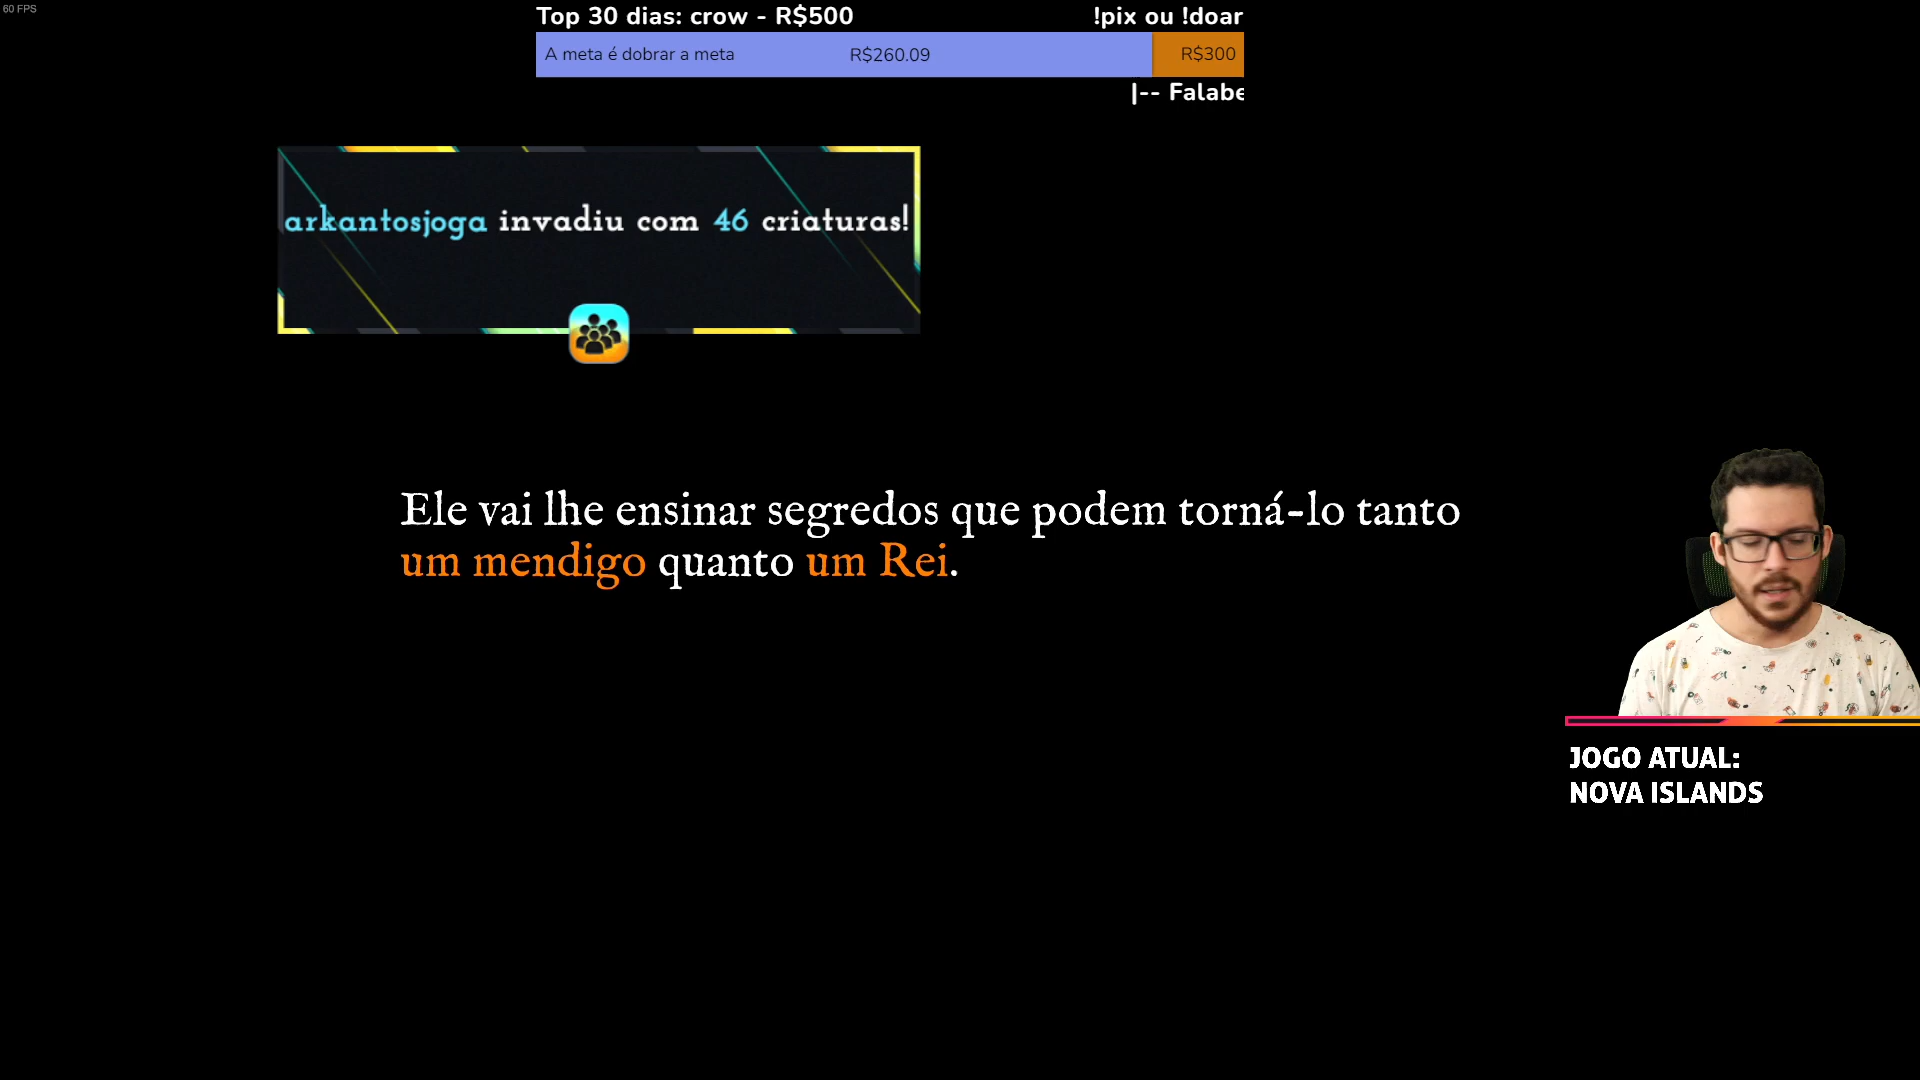 60 FPS
Top 30 dias: crow - R$500 !pix ou !doar
A meta é dobrar a meta R$260.09 R$300
|-- Falabe
arkantosjoga invadiu com 46 criaturas!
Ele vai lhe ensinar segredos que podem torná-lo tanto
um mendigo quanto um Rei.
JOGO ATUAL:
NOVA ISLANDS